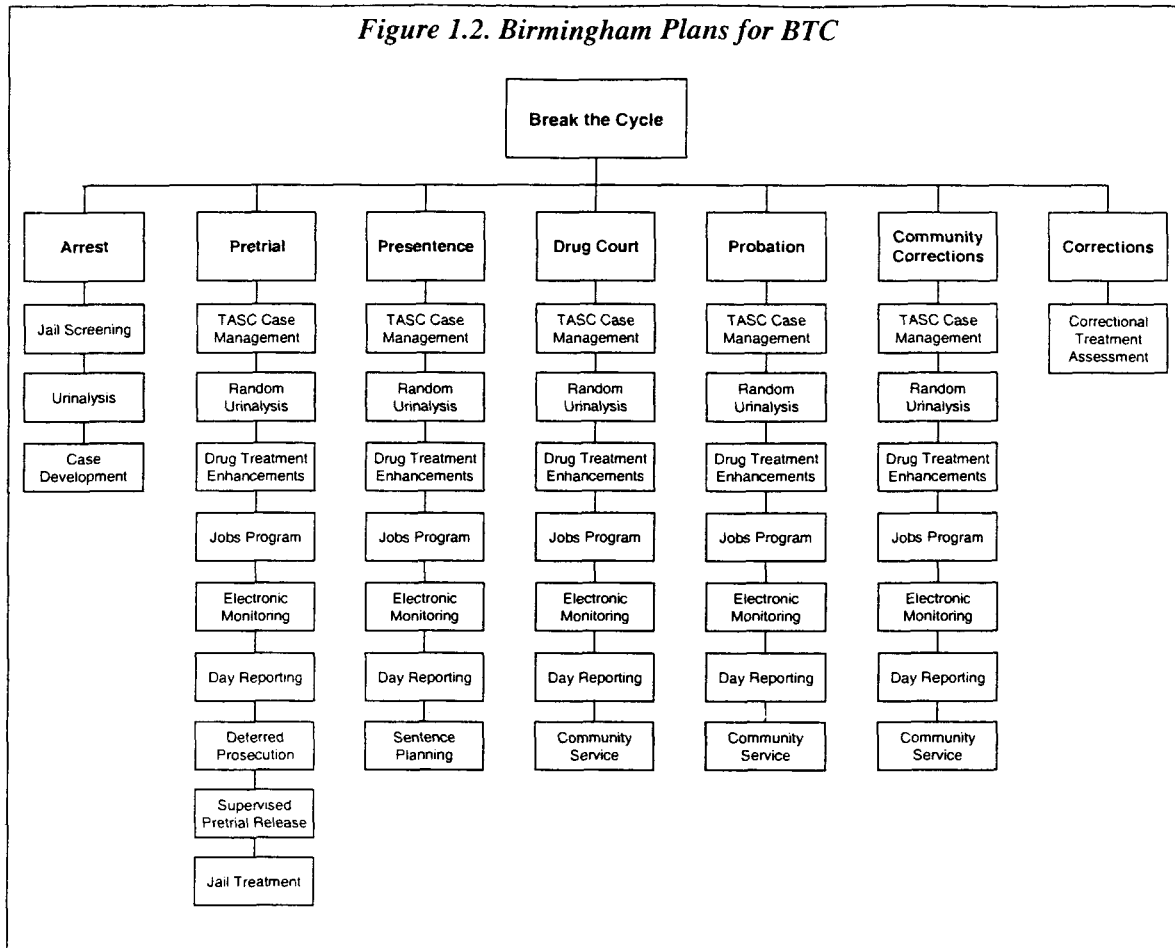 Figure 1.2. Birmingham Plans for BTC
Break the Cycle
Arrest
Jail Screening
Urinalysis
Case
Development
Pretrial
TASC Case
Management
Random
Urinalysis
Drug Treatment
Enhancements
Jobs Program
Electronic
Monitoring
Day Reporting
Deferred
Prosecution
Supervised
Pretrial Release
Jail Treatment
Presentence
TASC Case
Management
Random
Urinalysis
Drug Treatment
Enhancements
Jobs Program
Electronic
Monitoring
Day Reporting
Sentence
Planning
Drug Court
TASC Case
Management
Random
Urinalysis
Drug Treatment
Enhancements
Jobs Program
Electronic
Monitoring
Day Reporting
Community
Service
Probation
TASC Case
Management
Random
Urinalysis
Drug Treatment
Enhancements
Jobs Program
Electronic
Monitoring
Day Reporting
Community
Service
Community
Corrections
TASC Case
Management
Random
Urinalysis
Drug Treatment
Enhancements
Jobs Program
Electronic
Monitoring
Day Reporting
Community
Service
Corrections
Correctional
Treatment
Assessment